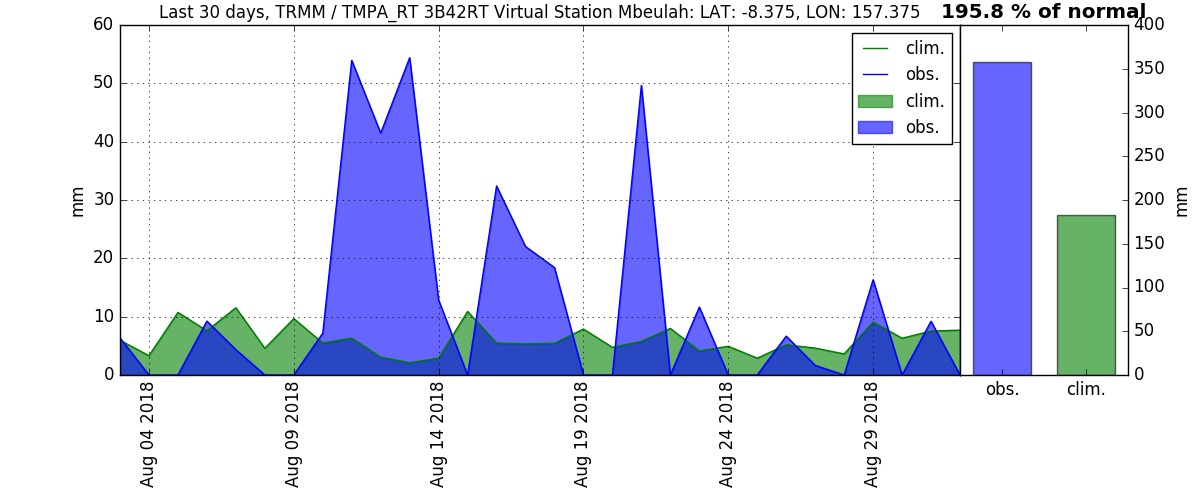 Last 30 days, TRMM / TMPA_RT 3B42RT Virtual Station Mbeulah: LAT: -8.375, LON: 157.375
195.8 % of normal
60
50
40
30
20
10
0
mm
clim.
obs.
clim.
obs.
Aug 04 2018
Aug 09 2018
Aug 14 2018
Aug 19 2018
Aug 24 2018
Aug 29 2018
400
350
300
250
200
150
100
50
0
mm
obs.
clim.